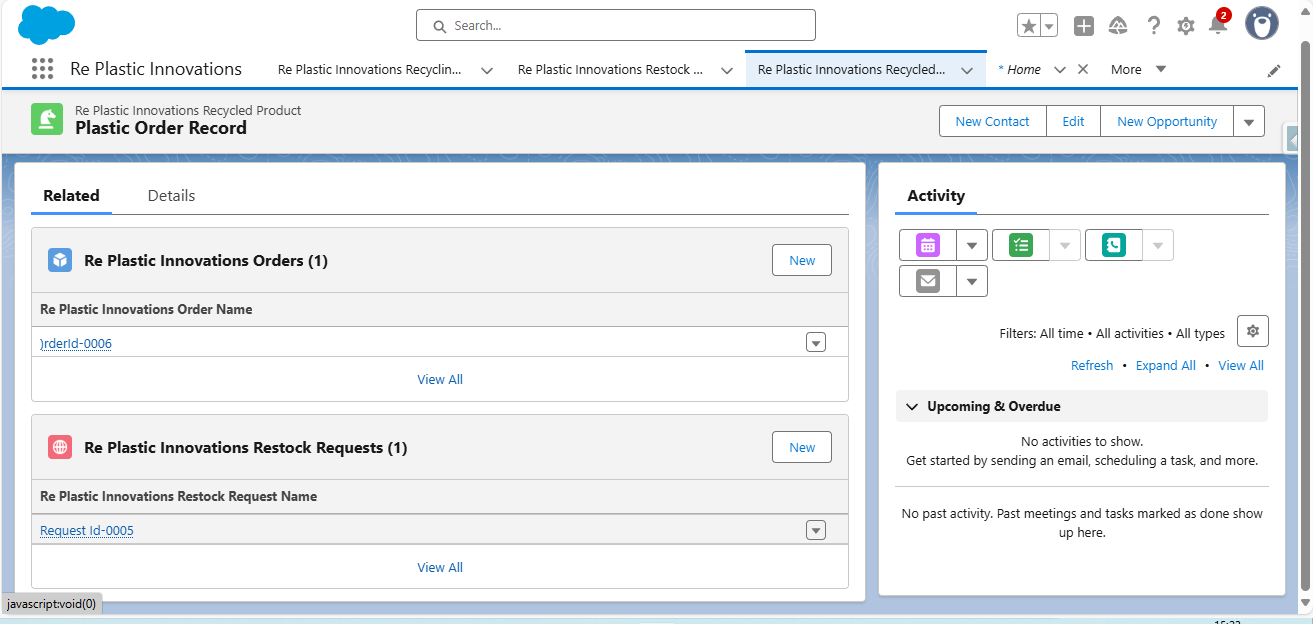 Search...
2
Re Plastic Innovations
Re Plastic Innovations Recyclin...
Re Plastic Innovations Restock ...
Re Plastic Innovations Recycled...
* Home
More
Re Plastic Innovations Recycled Product
Plastic Order Record
New Contact
Edit
New Opportunity
Related
Details
Re Plastic Innovations Orders (1)
New
Re Plastic Innovations Order Name
}rderId-0006
View All
Re Plastic Innovations Restock Requests (1)
New
Re Plastic Innovations Restock Request Name
Request Id-0005
View All
Activity
Filters: All time • All activities • All types
Refresh • Expand All • View All
Upcoming & Overdue
No activities to show.
Get started by sending an email, scheduling a task, and more.
No past activity. Past meetings and tasks marked as done show
up here.
javascript:void(0)